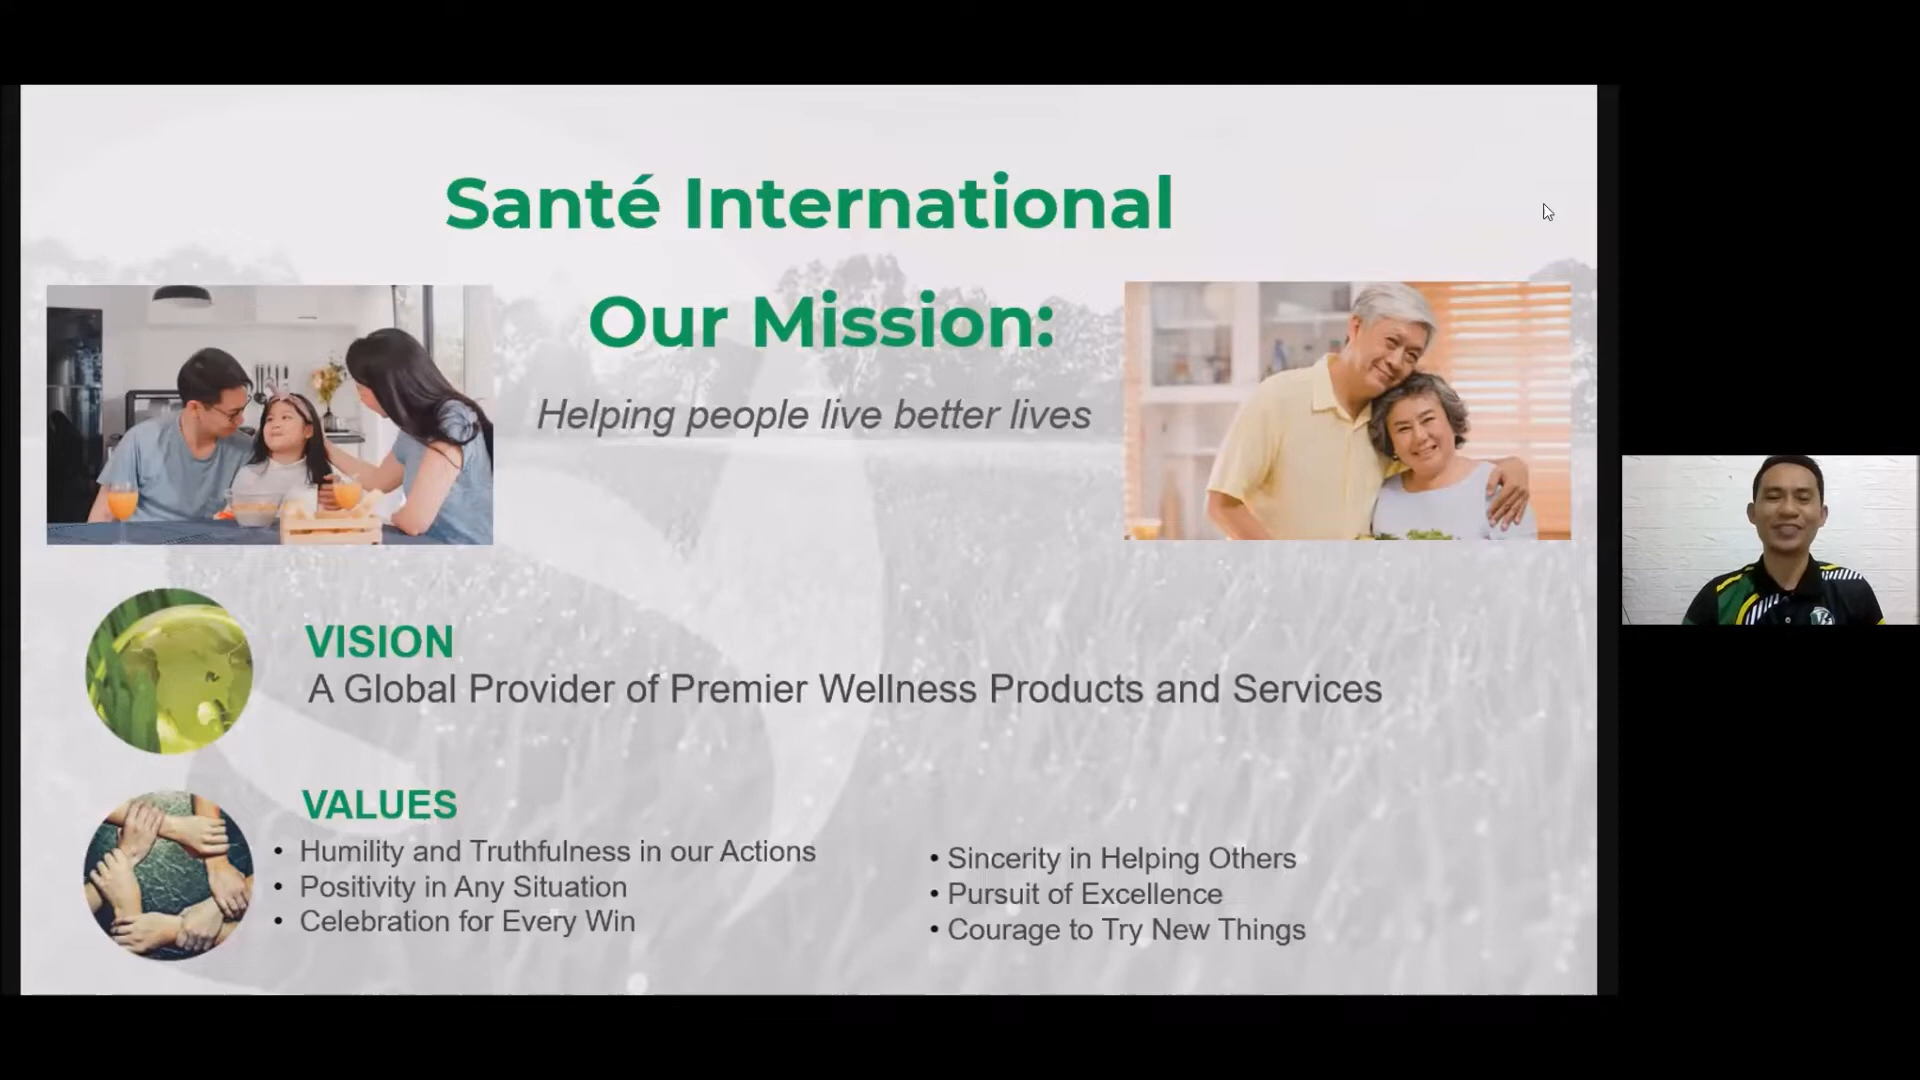 Santé International
Our Mission:
Helping people live better lives
VISION
A Global Provider of Premier Wellness Products and Services
VALUES
• Humility and Truthfulness in our Actions
• Positivity in Any Situation
• Celebration for Every Win
• Sincerity in Helping Others
• Pursuit of Excellence
• Courage to Try New Things